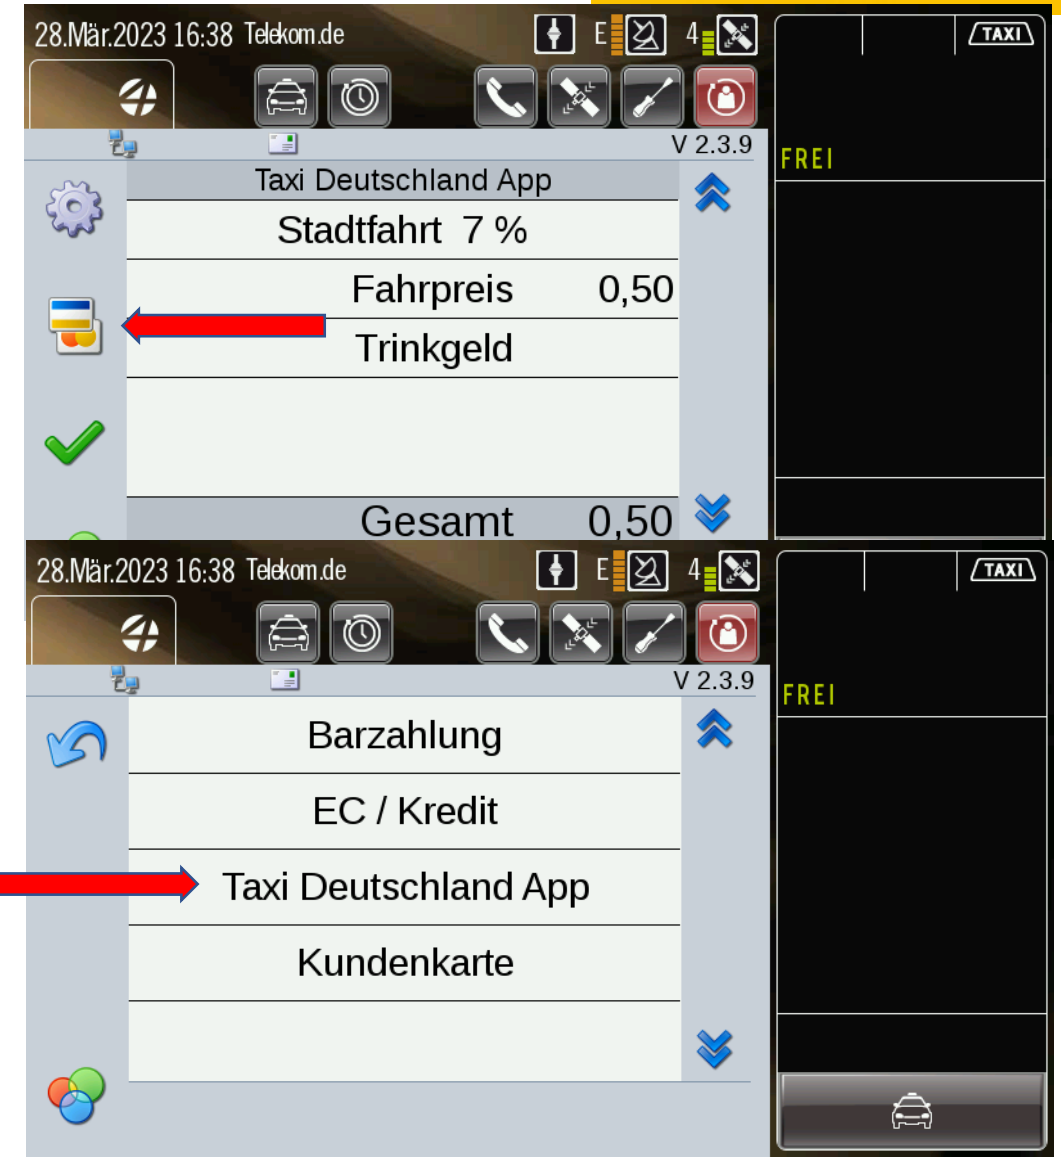 28.Mär.2023 16:38 Telekom.de E 4 TAXI
V 2.3.9
FREI
Taxi Deutschland App
Stadtfahrt 7 %
Fahrpreis 0,50
Trinkgeld
Gesamt 0,50
28.Mär.2023 16:38 Telekom.de E 4 TAXI
V 2.3.9
FREI
Barzahlung
EC / Kredit
Taxi Deutschland App
Kundenkarte